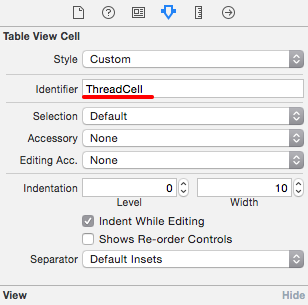 Table View Cell
Style Custom
Identifier ThreadCell
Selection Default
Accessory None
Editing Acc. None
Indentation 0 10
Level Width
Indent While Editing
Shows Re-order Controls
Separator Default Insets
View Hide